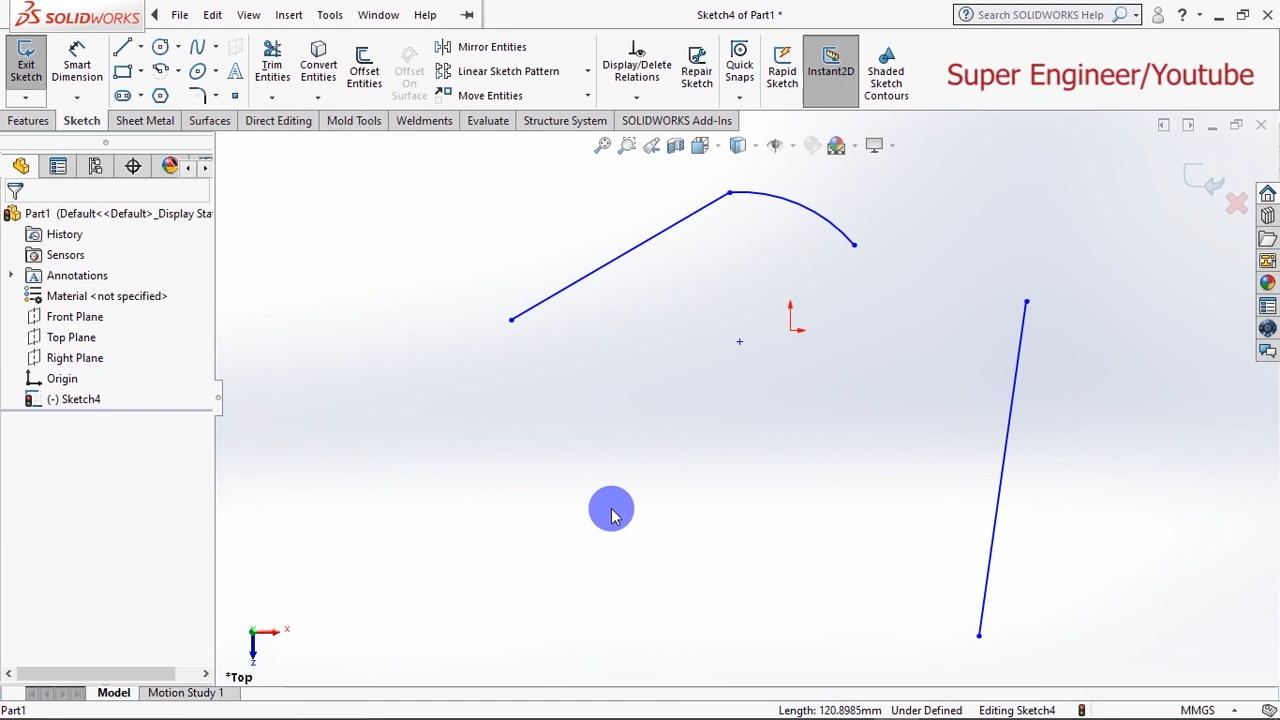 SOLIDWORKS File Edit View Insert Tools Window Help Sketch4 of Part1 * Search SOLIDWORKS Help ?
Exit Sketch Smart Dimension Trim Entities Convert Entities Offset Entities Offset On Surface Mirror Entities Linear Sketch Pattern Move Entities Display/Delete Relations Repair Sketch Quick Snaps Rapid Sketch Instant2D Shaded Sketch Contours
Super Engineer/Youtube
Features Sketch Sheet Metal Surfaces Direct Editing Mold Tools Weldments Evaluate Structure System SOLIDWORKS Add-Ins
Part1 (Default<<Default>_Display Sta
History
Sensors
Annotations
Material <not specified>
Front Plane
Top Plane
Right Plane
Origin
(-) Sketch4
x
z
*Top
Model Motion Study 1
Part1 Length: 120.8985mm Under Defined Editing Sketch4 MMGS